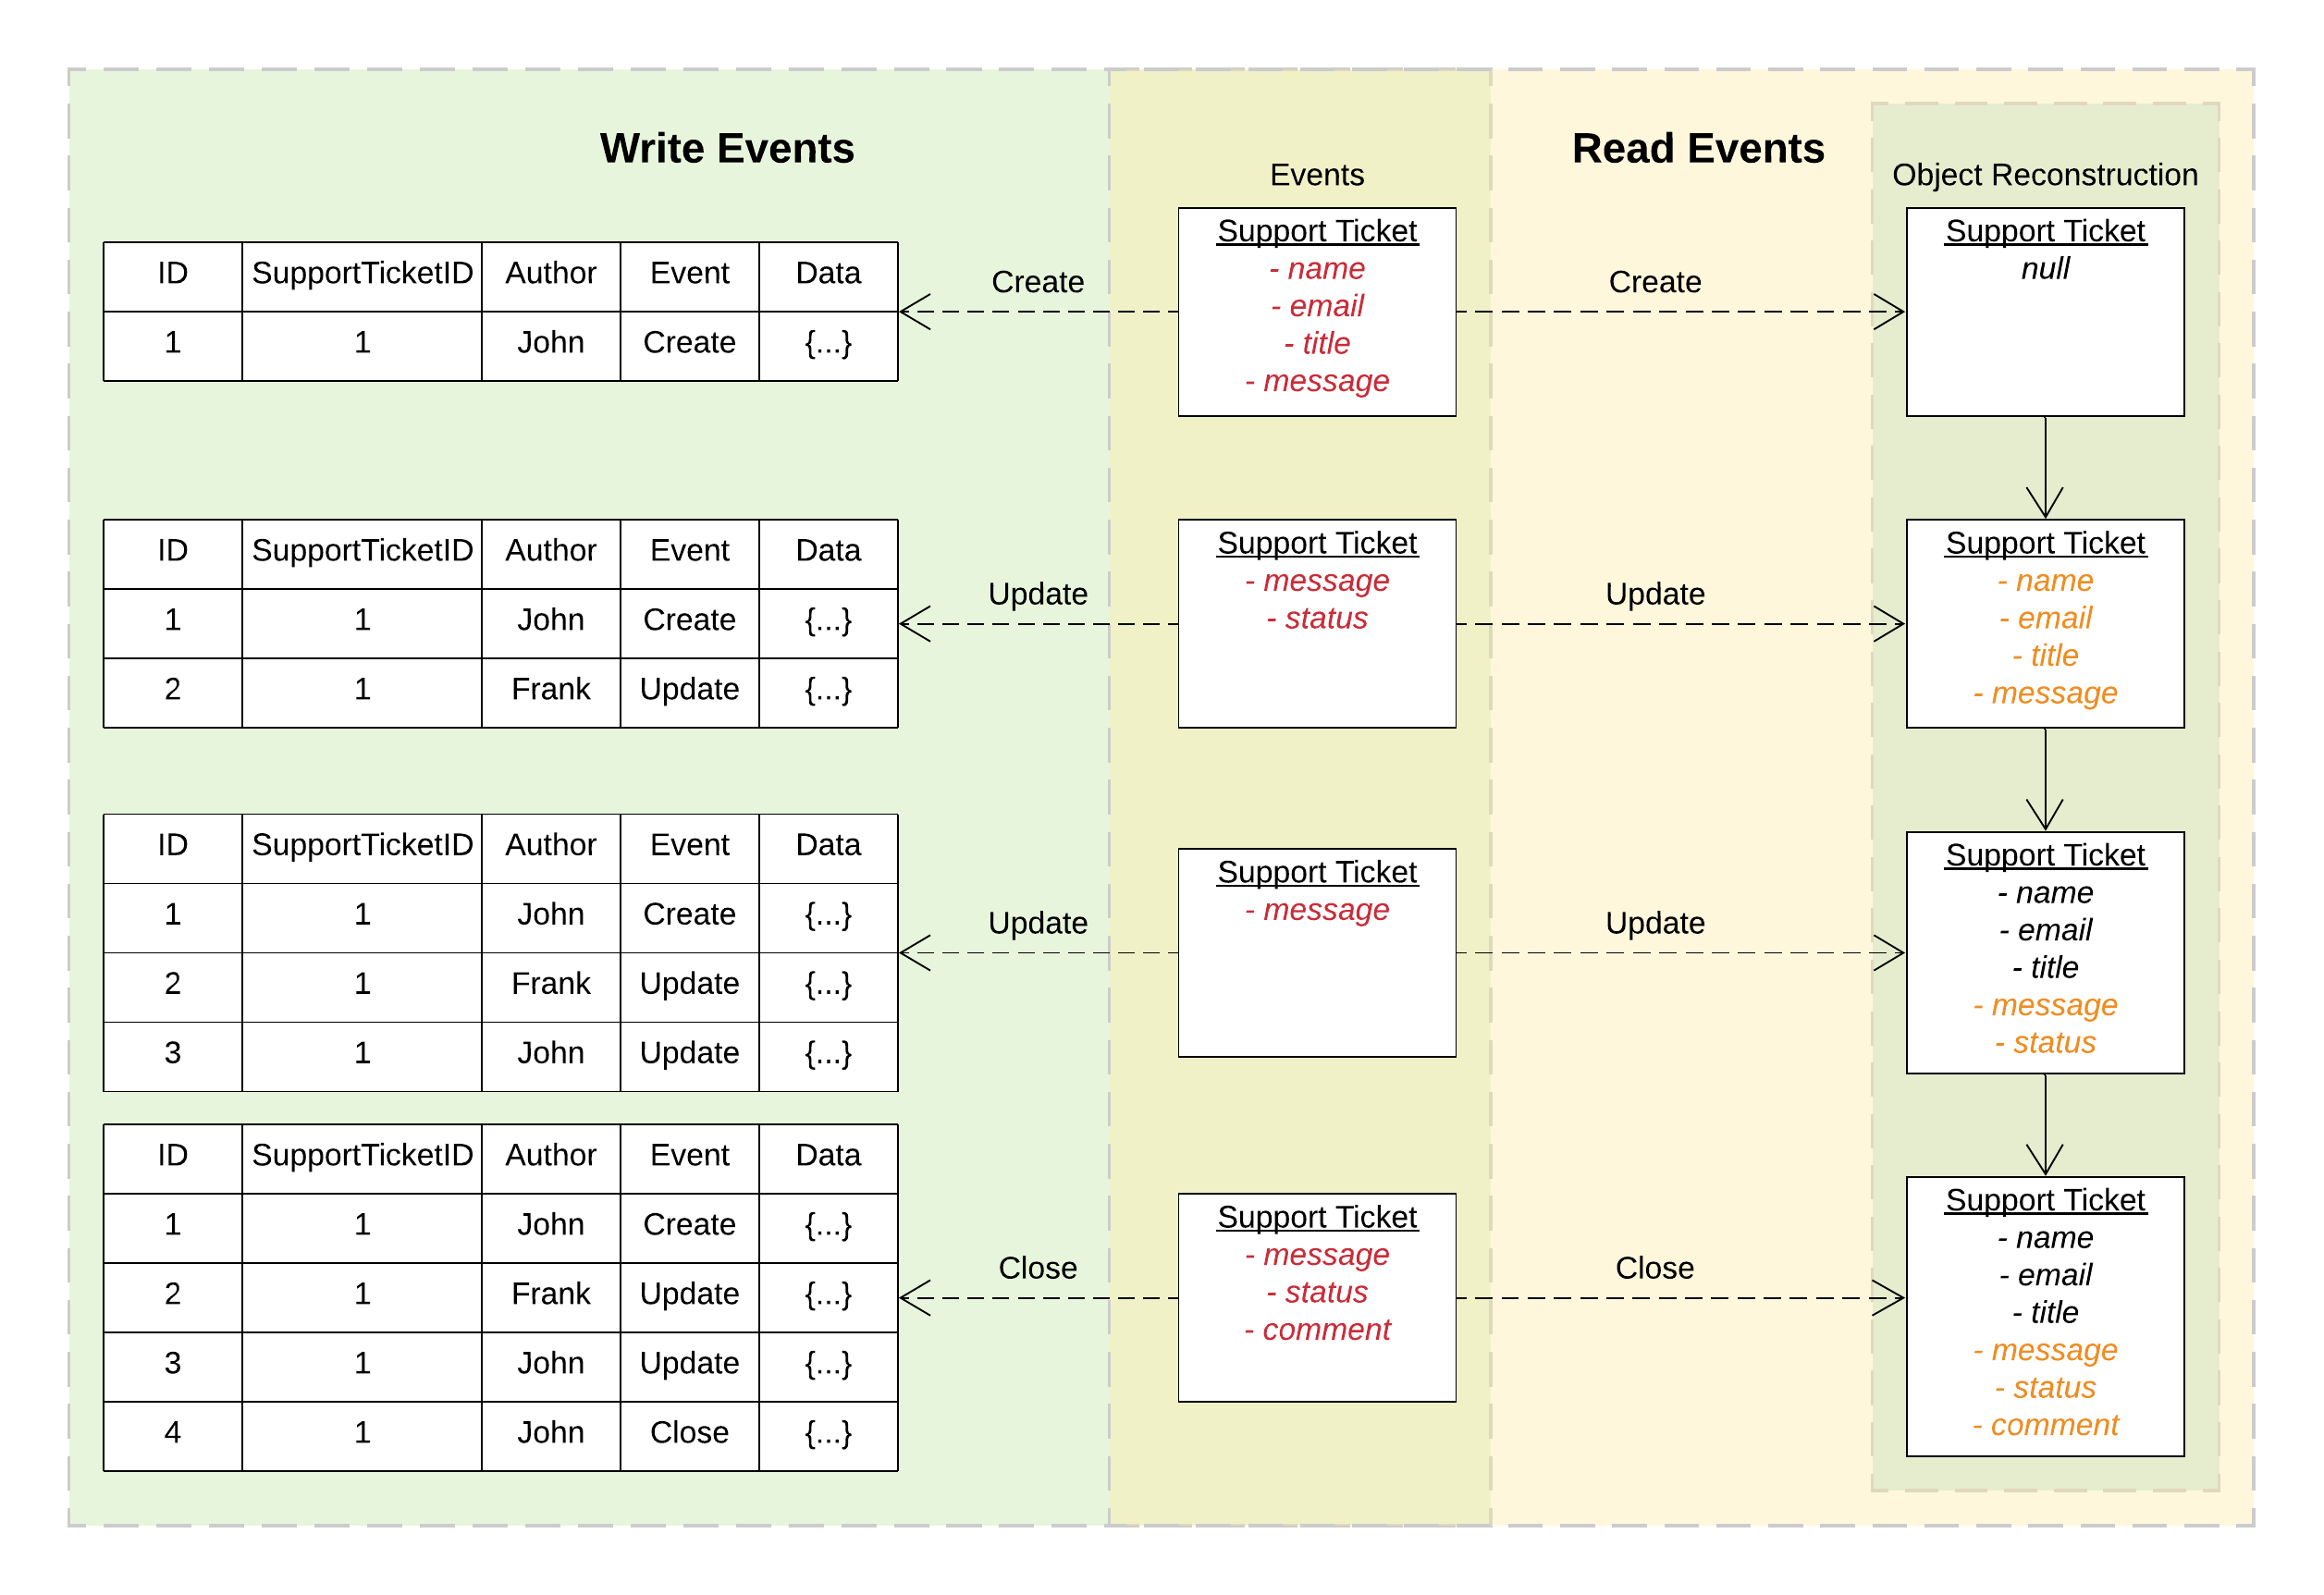 Write Events
Read Events
Events
Object Reconstruction
ID SupportTicketID Author Event Data
1 1 John Create {...}
Create
Support Ticket
- name
- email
- title
- message
Create
Support Ticket
null
ID SupportTicketID Author Event Data
1 1 John Create {...}
2 1 Frank Update {...}
Update
Support Ticket
- message
- status
Update
Support Ticket
- name
- email
- title
- message
ID SupportTicketID Author Event Data
1 1 John Create {...}
2 1 Frank Update {...}
3 1 John Update {...}
Update
Support Ticket
- message
Update
Support Ticket
- name
- email
- title
- message
- status
ID SupportTicketID Author Event Data
1 1 John Create {...}
2 1 Frank Update {...}
3 1 John Update {...}
4 1 John Close {...}
Close
Support Ticket
- message
- status
- comment
Close
Support Ticket
- name
- email
- title
- message
- status
- comment